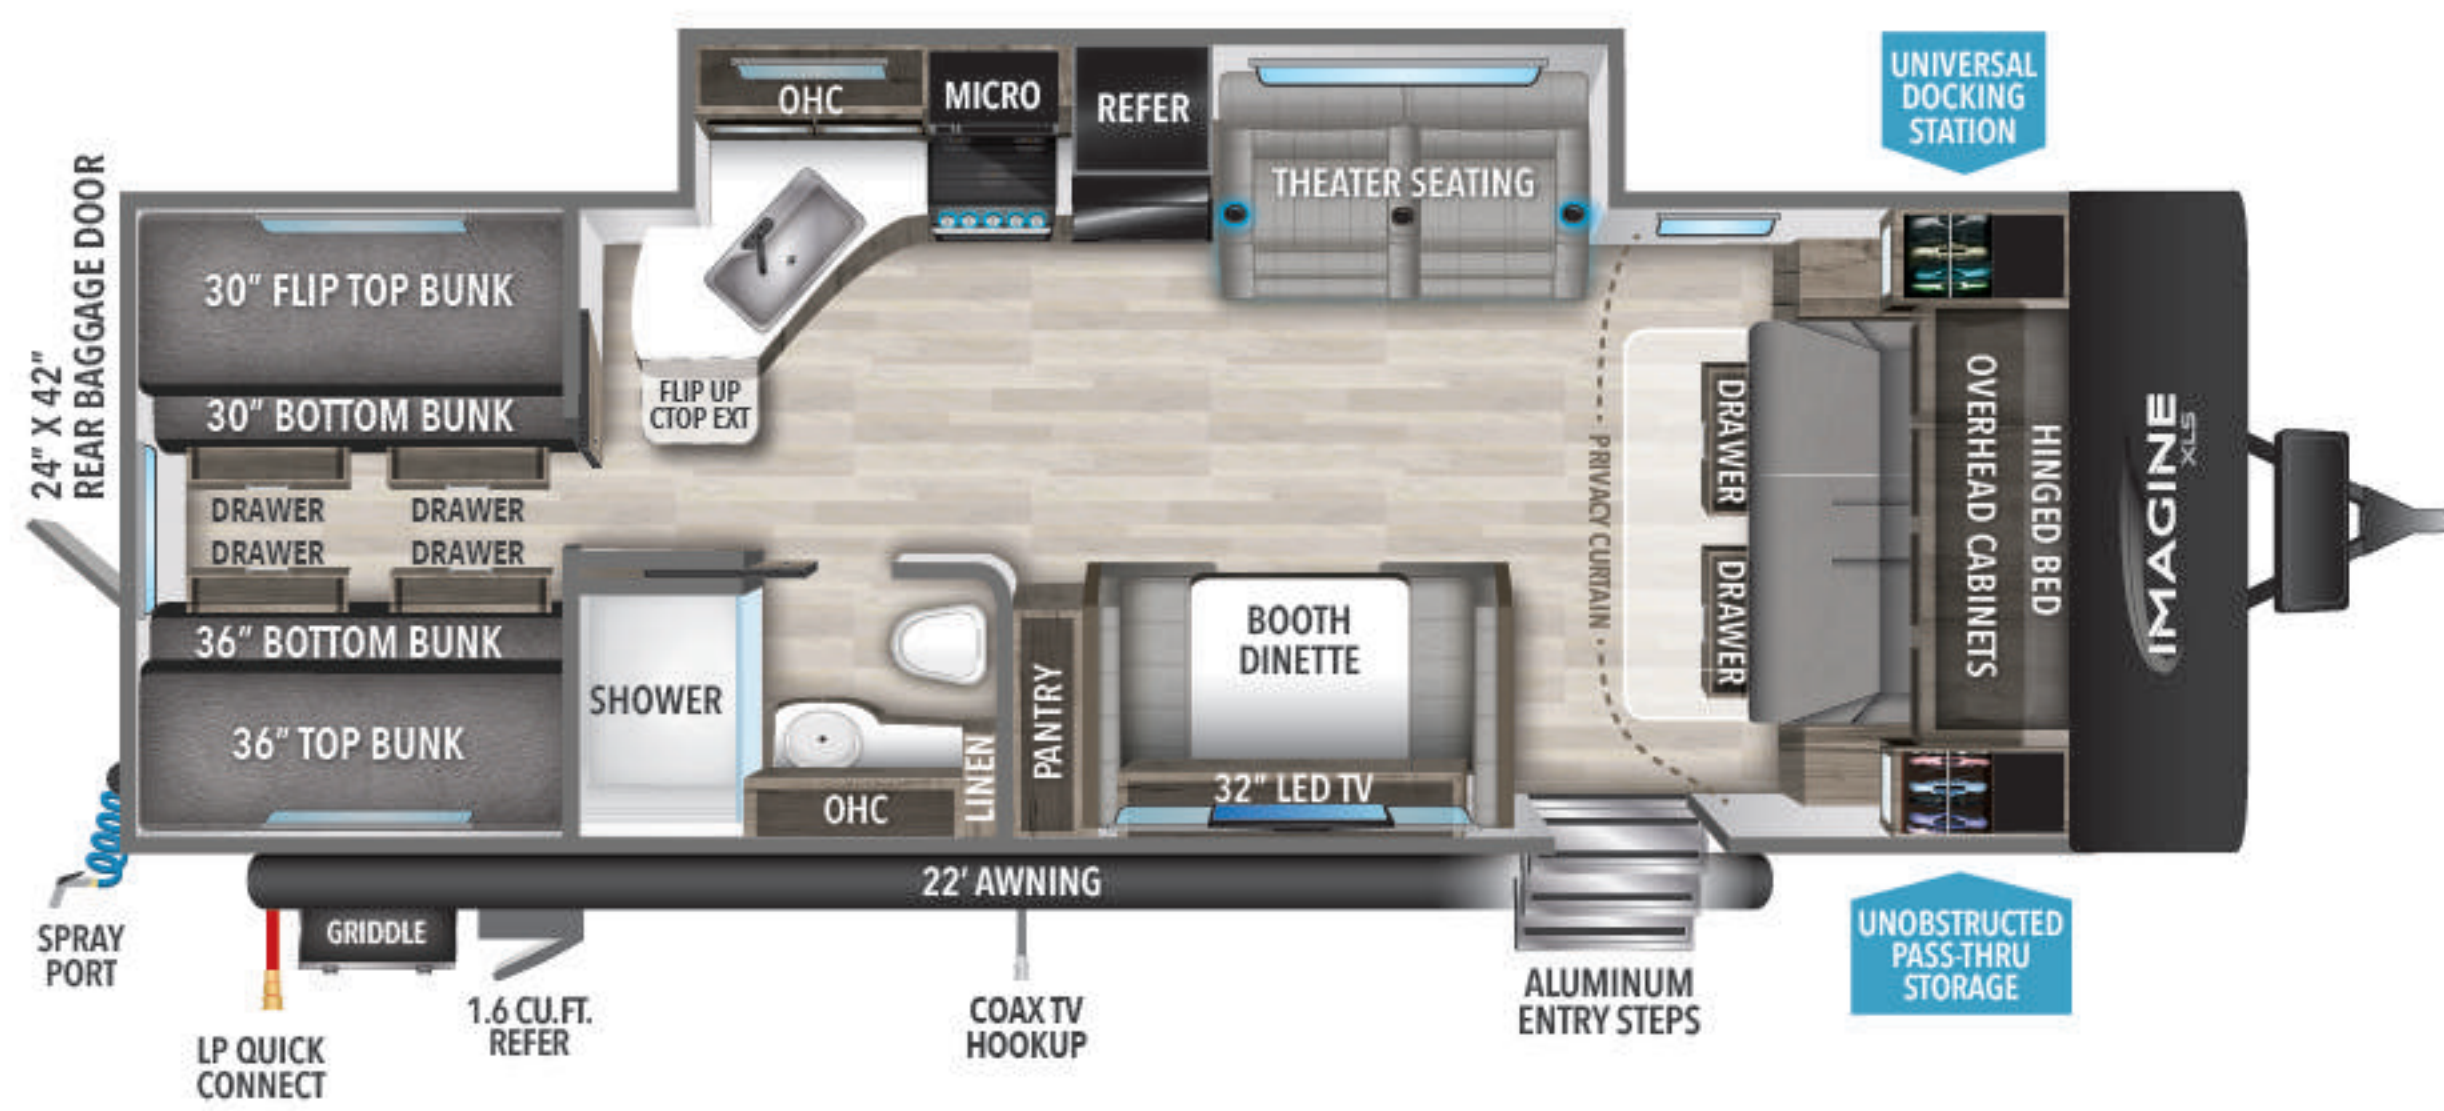 UNIVERSAL
DOCKING
STATION
OHC
MICRO
REFER
THEATER SEATING
24" X 42"
REAR BAGGAGE DOOR
30" FLIP TOP BUNK
30" BOTTOM BUNK
FLIP UP
CTOP EXT
DRAWER
DRAWER
DRAWER
DRAWER
36" BOTTOM BUNK
36" TOP BUNK
SHOWER
OHC
LINEN
PANTRY
BOOTH
DINETTE
32" LED TV
PRIVACY CURTAIN
DRAWER
DRAWER
OVERHEAD CABINETS
HINGED BED
IMAGINE
XLS
22' AWNING
SPRAY
PORT
GRIDDLE
LP QUICK
CONNECT
1.6 CU.FT.
REFER
COAX TV
HOOKUP
ALUMINUM
ENTRY STEPS
UNOBSTRUCTED
PASS-THRU
STORAGE